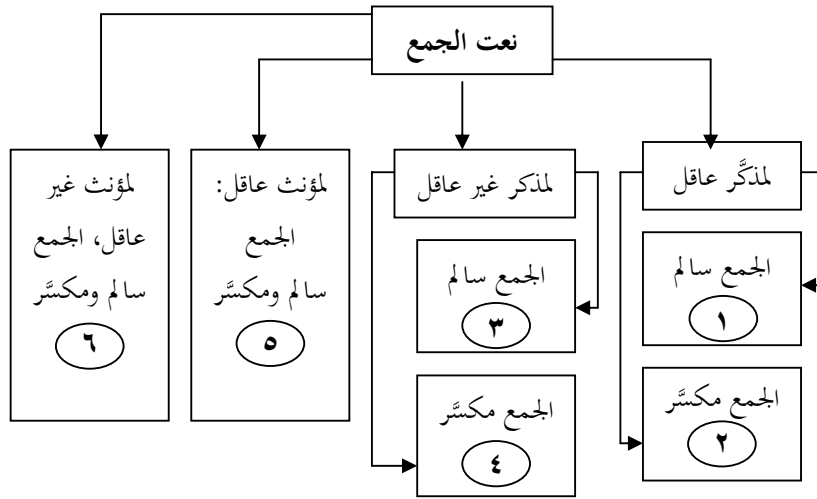 نعت الجمع
لمذكَّر عاقل
الجمع سالم
١
الجمع مكسَّر
٢
لمذكر غير عاقل
الجمع سالم
٣
الجمع مكسَّر
٤
لمؤنث عاقل:
الجمع
سالم ومكسَّر
٥
لمؤنث غير
عاقل، الجمع
سالم ومكسَّر
٦